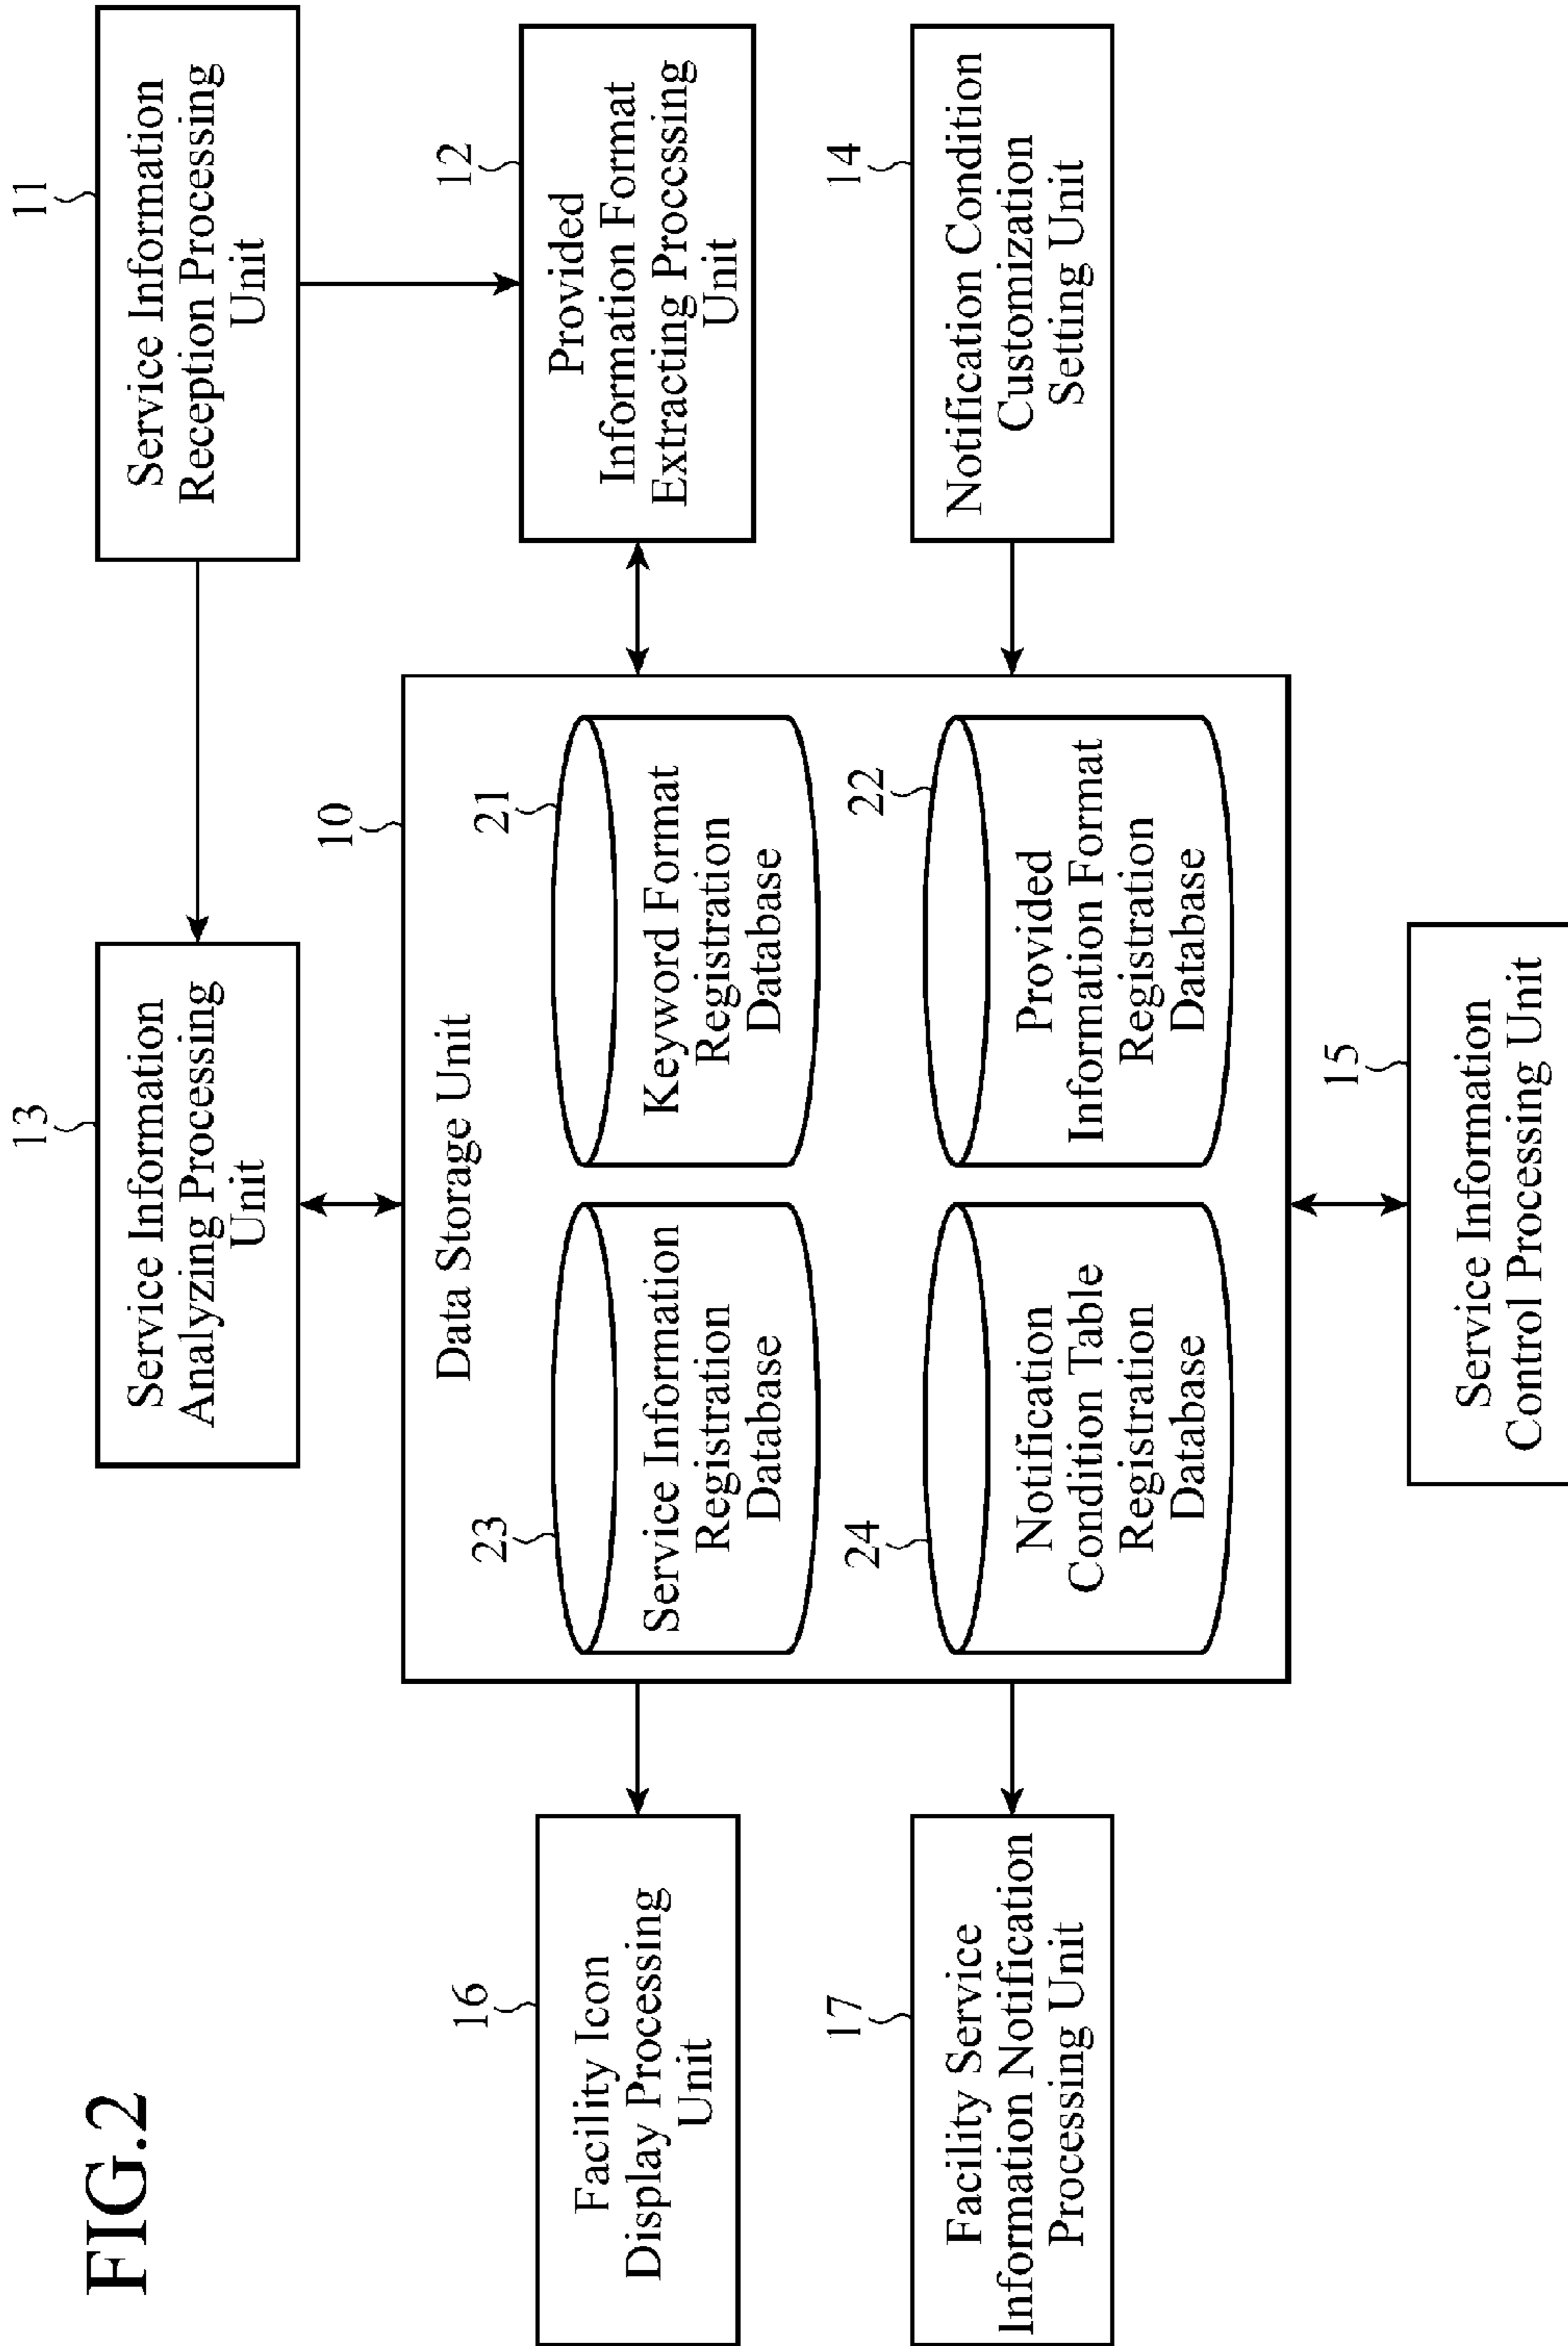 FIG.2
13
Service Information
Analyzing Processing
Unit
11
Service Information
Reception Processing
Unit
10
Data Storage Unit
23
Service Information
Registration
Database
21
Keyword Format
Registration
Database
24
Notification
Condition Table
Registration
Database
22
Provided
Information Format
Registration
Database
16
Facility Icon
Display Processing
Unit
12
Provided
Information Format
Extracting Processing
Unit
17
Facility Service
Information Notification
Processing Unit
14
Notification Condition
Customization
Setting Unit
15
Service Information
Control Processing Unit